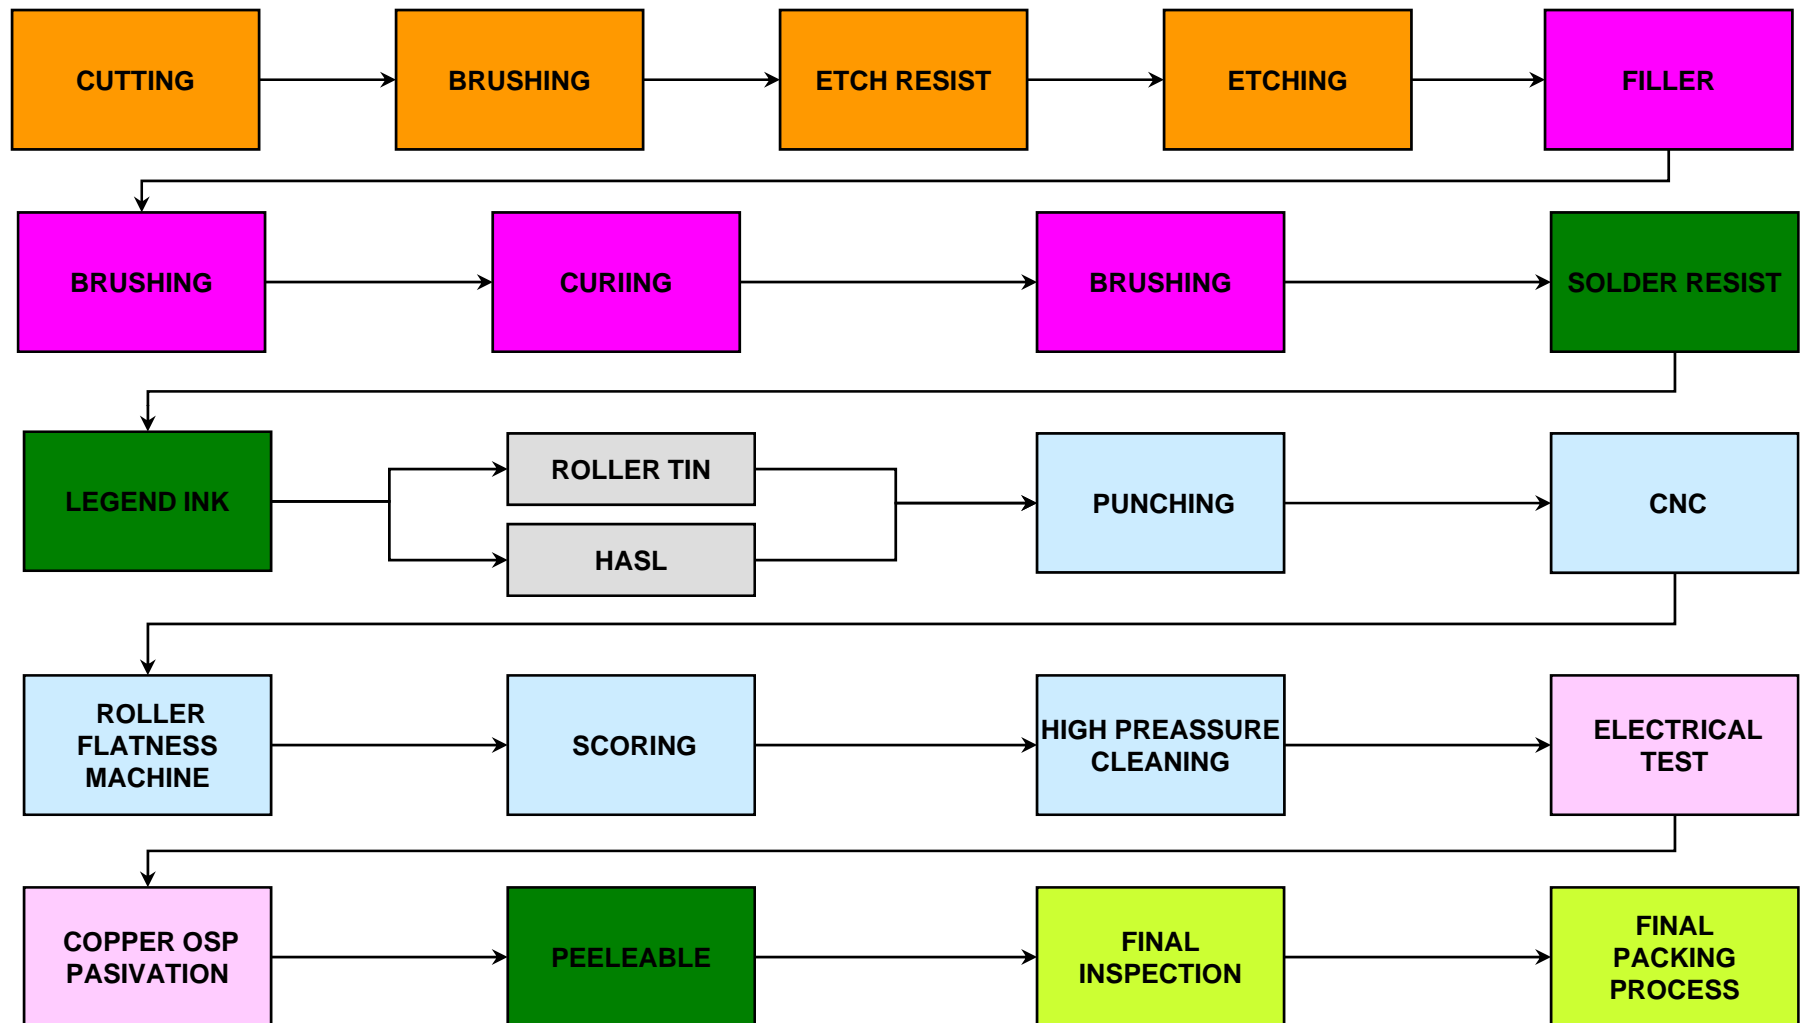 CUTTING
BRUSHING
ETCH RESIST
ETCHING
FILLER
BRUSHING
CURIING
BRUSHING
SOLDER RESIST
LEGEND INK
ROLLER TIN
HASL
PUNCHING
CNC
ROLLER
FLATNESS
MACHINE
SCORING
HIGH PREASSURE
CLEANING
ELECTRICAL
TEST
COPPER OSP
PASIVATION
PEELEABLE
FINAL
INSPECTION
FINAL
PACKING
PROCESS